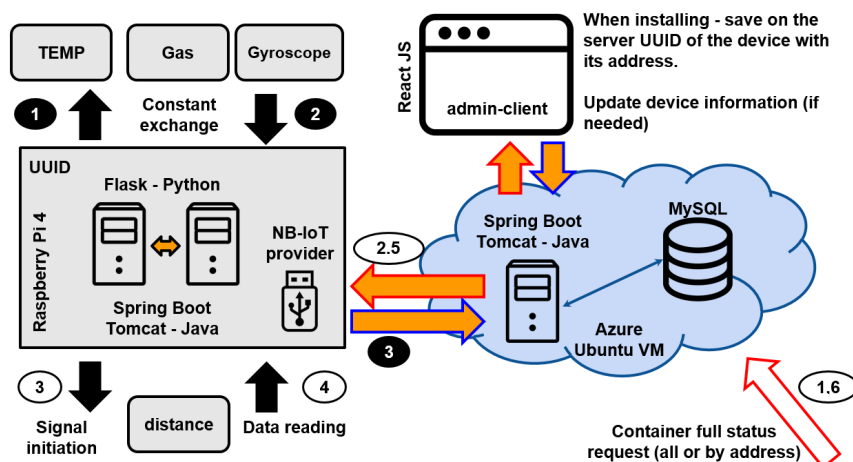 TEMP
Gas
Gyroscope
1
Constant
exchange
2
React JS
admin-client
When installing - save on the
server UUID of the device with
its address.
Update device information (if
needed)
UUID
Raspberry Pi 4
Flask - Python
Spring Boot
Tomcat - Java
NB-IoT
provider
2.5
3
Spring Boot
Tomcat - Java
MySQL
Azure
Ubuntu VM
3
Signal
initiation
distance
4
Data reading
1,6
Container full status
request (all or by address)